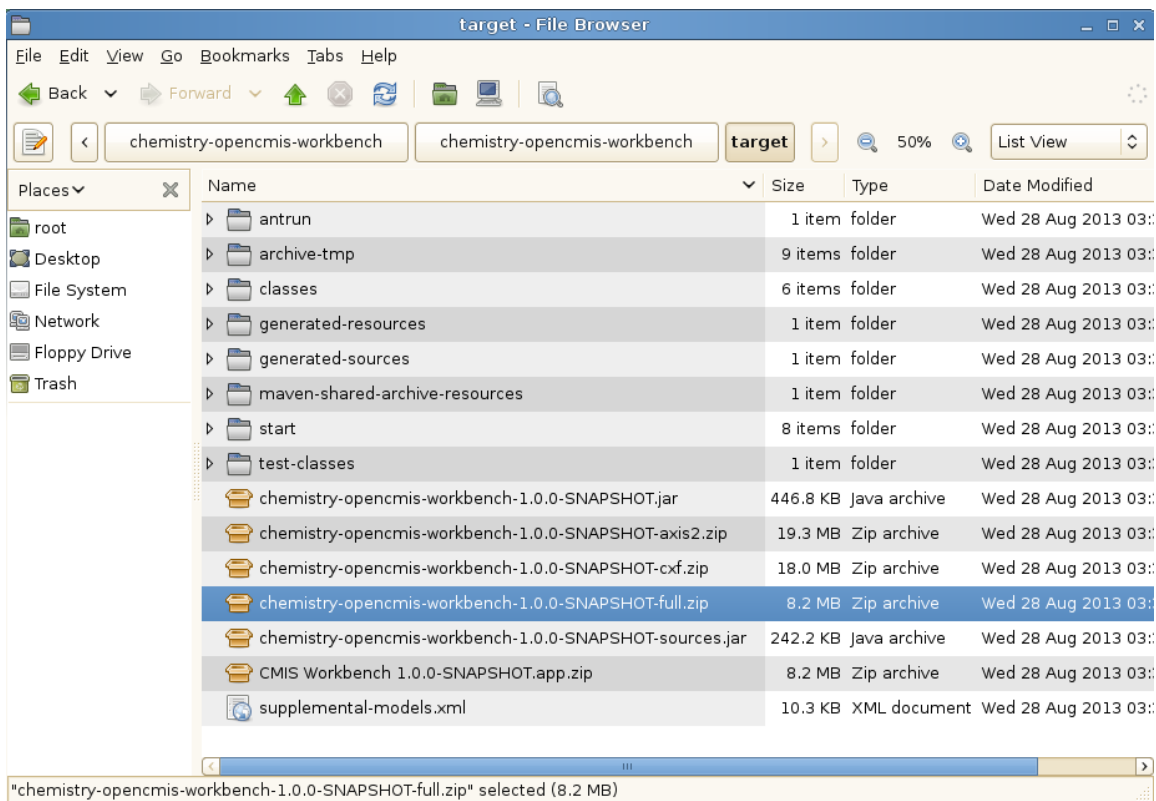 target - File Browser
File Edit View Go Bookmarks Tabs Help
Back Forward
chemistry-opencmis-workbench chemistry-opencmis-workbench target 50% List View
Places Name Size Type Date Modified
root
Desktop
File System
Network
Floppy Drive
Trash
antrun 1 item folder Wed 28 Aug 2013 03:
archive-tmp 9 items folder Wed 28 Aug 2013 03:
classes 6 items folder Wed 28 Aug 2013 03:
generated-resources 1 item folder Wed 28 Aug 2013 03:
generated-sources 1 item folder Wed 28 Aug 2013 03:
maven-shared-archive-resources 1 item folder Wed 28 Aug 2013 03:
start 8 items folder Wed 28 Aug 2013 03:
test-classes 1 item folder Wed 28 Aug 2013 03:
chemistry-opencmis-workbench-1.0.0-SNAPSHOT.jar 446.8 KB Java archive Wed 28 Aug 2013 03:
chemistry-opencmis-workbench-1.0.0-SNAPSHOT-axis2.zip 19.3 MB Zip archive Wed 28 Aug 2013 03:
chemistry-opencmis-workbench-1.0.0-SNAPSHOT-cxf.zip 18.0 MB Zip archive Wed 28 Aug 2013 03:
chemistry-opencmis-workbench-1.0.0-SNAPSHOT-full.zip 8.2 MB Zip archive Wed 28 Aug 2013 03:
chemistry-opencmis-workbench-1.0.0-SNAPSHOT-sources.jar 242.2 KB Java archive Wed 28 Aug 2013 03:
CMIS Workbench 1.0.0-SNAPSHOT.app.zip 8.2 MB Zip archive Wed 28 Aug 2013 03:
supplemental-models.xml 10.3 KB XML document Wed 28 Aug 2013 03:
"chemistry-opencmis-workbench-1.0.0-SNAPSHOT-full.zip" selected (8.2 MB)